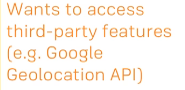 Wants to access
third-party features
(e.g. Google
Geolocation API)